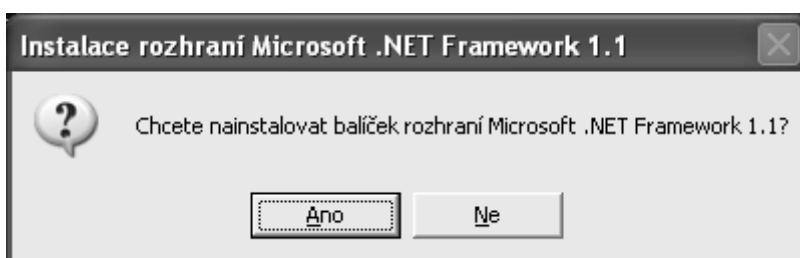 Instalace rozhraní Microsoft .NET Framework 1.1
Chcete nainstalovat balíček rozhraní Microsoft .NET Framework 1.1?
Ano Ne